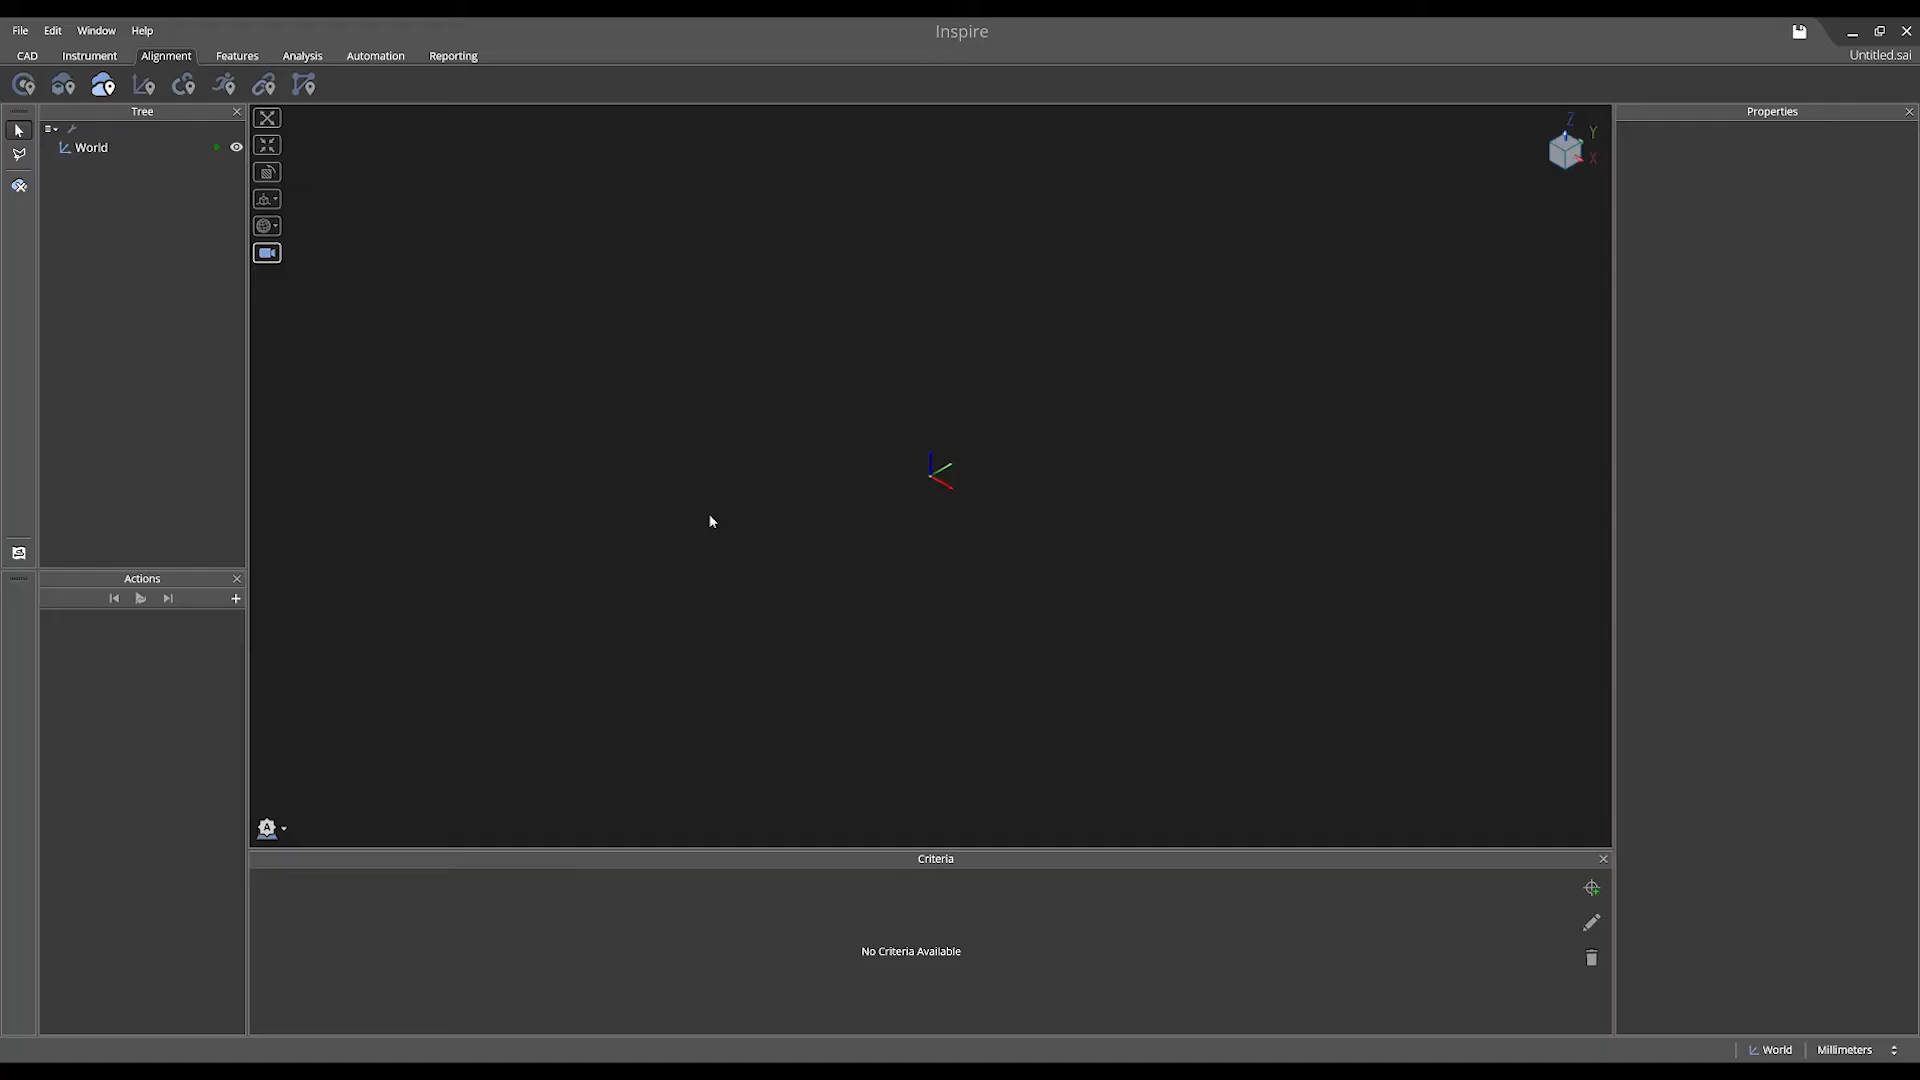 File Edit Window Help
Inspire
CAD Instrument Alignment Features Analysis Automation Reporting
Untitled.sai
Tree
Properties
World
Z
Y
X
Actions
A
Criteria
No Criteria Available
World
Millimeters